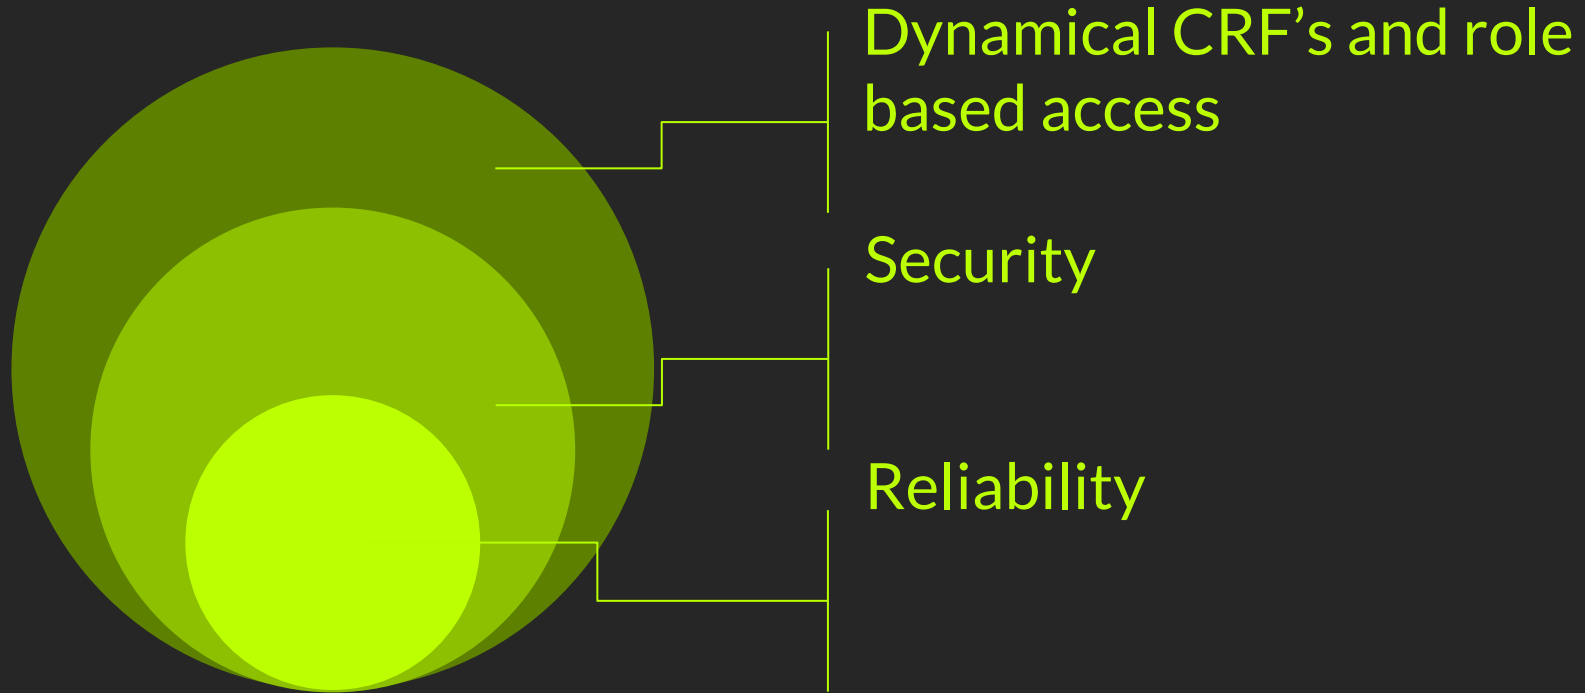 Dynamical CRF’s and role
based access
Security
Reliability